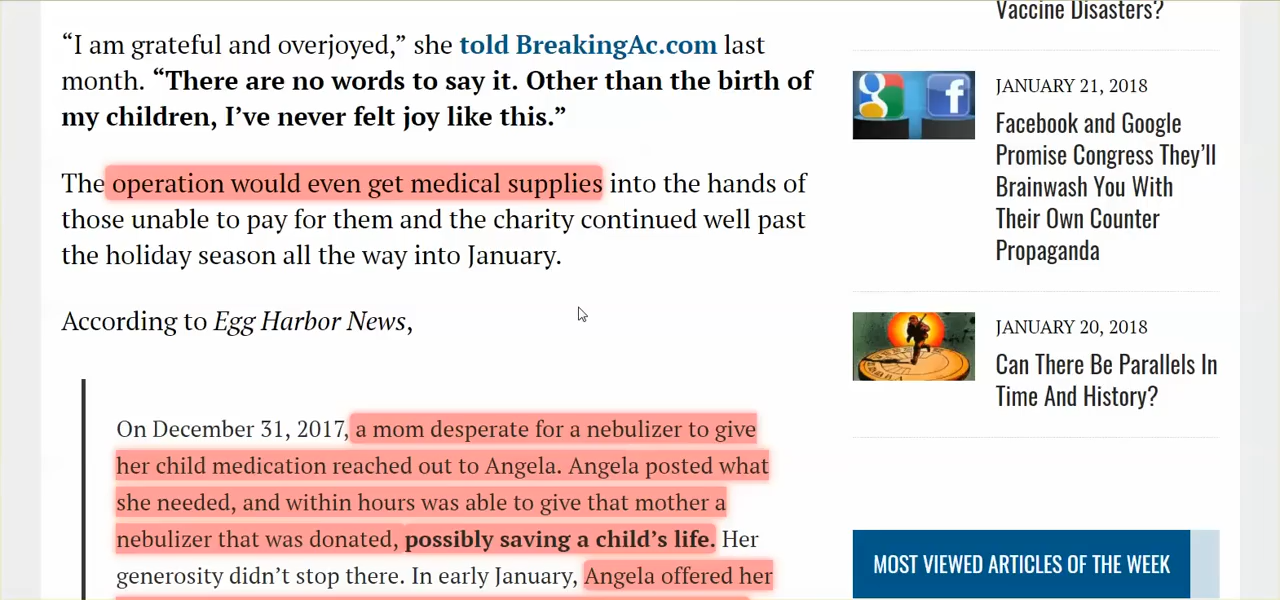 “I am grateful and overjoyed,” she told BreakingAc.com last
month. “There are no words to say it. Other than the birth of
my children, I’ve never felt joy like this.”
The operation would even get medical supplies into the hands of
those unable to pay for them and the charity continued well past
the holiday season all the way into January.
According to Egg Harbor News,
On December 31, 2017, a mom desperate for a nebulizer to give
her child medication reached out to Angela. Angela posted what
she needed, and within hours was able to give that mother a
nebulizer that was donated, possibly saving a child’s life. Her
generosity didn’t stop there. In early January, Angela offered her
Vaccine Disasters?
JANUARY 21, 2018
Facebook and Google
Promise Congress They’ll
Brainwash You With
Their Own Counter
Propaganda
JANUARY 20, 2018
Can There Be Parallels In
Time And History?
MOST VIEWED ARTICLES OF THE WEEK